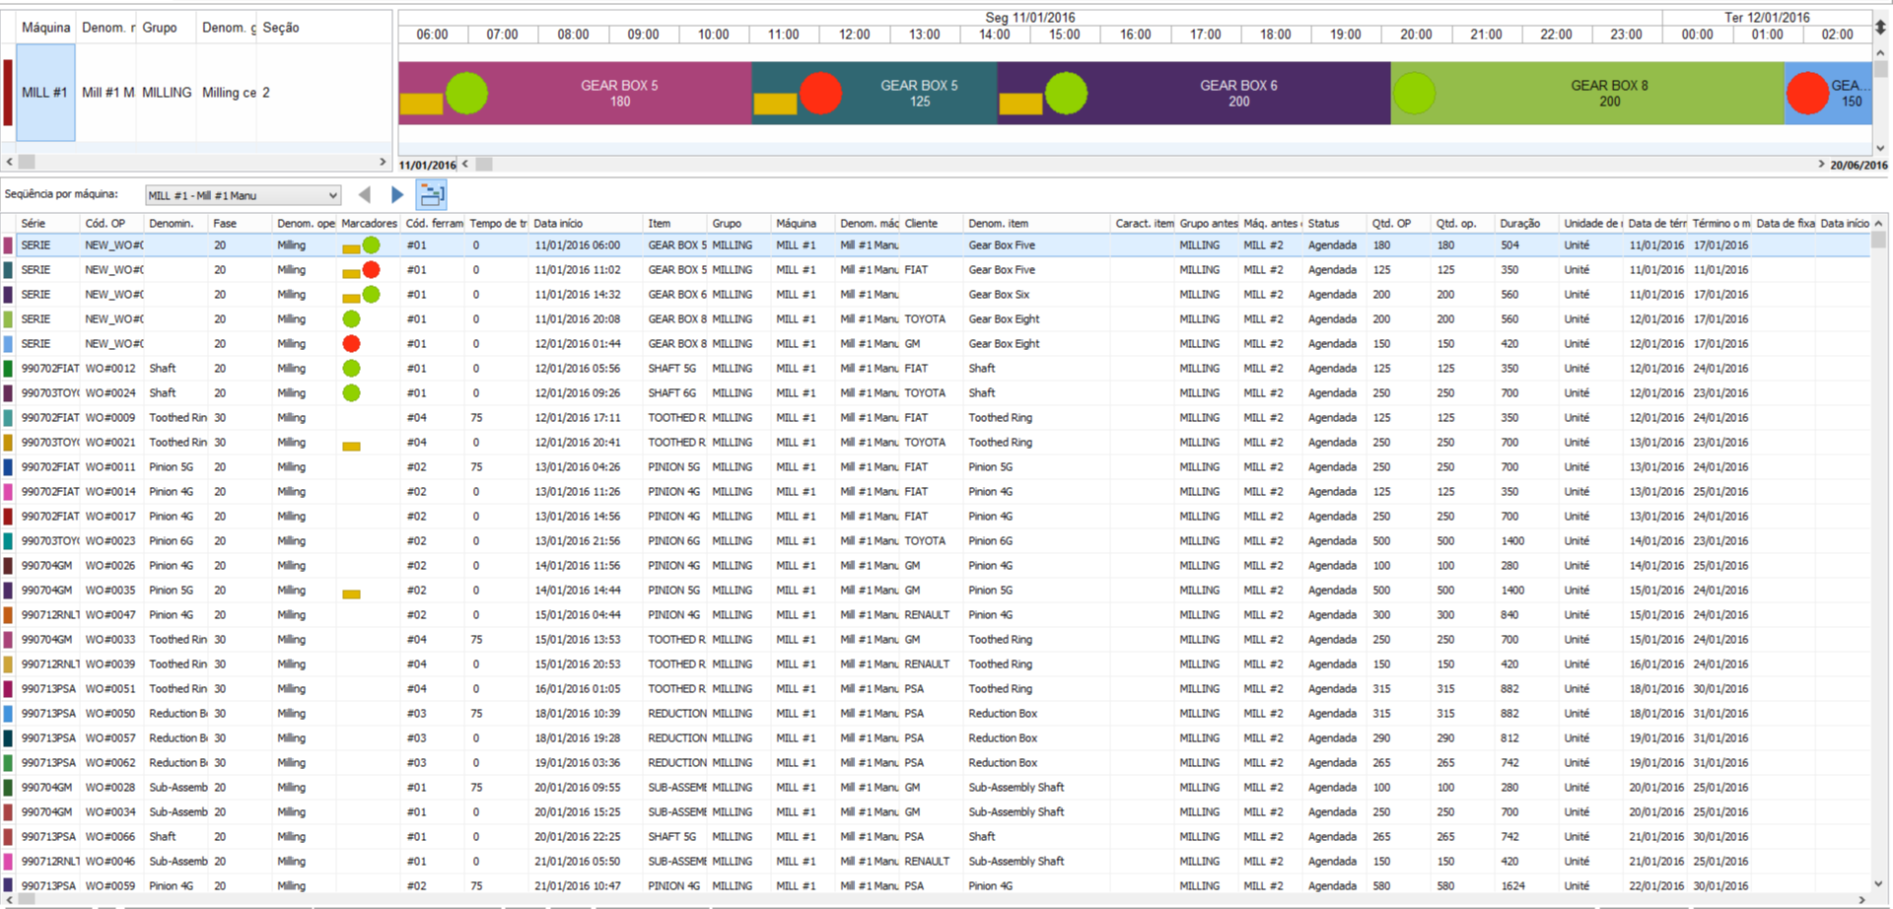 Máquina Denom. r Grupo Denom. g Seção
Seg 11/01/2016 Ter 12/01/2016
06:00 07:00 08:00 09:00 10:00 11:00 12:00 13:00 14:00 15:00 16:00 17:00 18:00 19:00 20:00 21:00 22:00 23:00 00:00 01:00 02:00
MILL #1 Mill #1 M MILLING Milling ce 2
GEAR BOX 5 GEAR BOX 5 GEAR BOX 6 GEAR BOX 8 GEA...
180 125 200 200 150
11/01/2016 20/06/2016
Seqüência por máquina: MILL #1 - Mill #1 Manu
Série Cód. OP Denomin. Fase Denom. ope Marcadores Cód. ferram Tempo de tr Data início Item Grupo Máquina Denom. mác Cliente Denom. item Caract. item Grupo antes Máq. antes Status Qtd. OP Qtd. op. Duração Unidade de Data de térr Término o m Data de fixa Data início
SERIE NEW_WO#0 20 Milling #01 0 11/01/2016 06:00 GEAR BOX 5 MILLING MILL #1 Mill #1 Manu Gear Box Five MILLING MILL #2 Agendada 180 180 504 Unité 11/01/2016 17/01/2016
SERIE NEW_WO#0 20 Milling #01 0 11/01/2016 11:02 GEAR BOX 5 MILLING MILL #1 Mill #1 Manu FIAT Gear Box Five MILLING MILL #2 Agendada 125 125 350 Unité 11/01/2016 11/01/2016
SERIE NEW_WO#0 20 Milling #01 0 11/01/2016 14:32 GEAR BOX 6 MILLING MILL #1 Mill #1 Manu Gear Box Six MILLING MILL #2 Agendada 200 200 560 Unité 11/01/2016 17/01/2016
SERIE NEW_WO#0 20 Milling #01 0 11/01/2016 20:08 GEAR BOX 8 MILLING MILL #1 Mill #1 Manu TOYOTA Gear Box Eight MILLING MILL #2 Agendada 200 200 560 Unité 12/01/2016 17/01/2016
SERIE NEW_WO#0 20 Milling #01 0 12/01/2016 01:44 GEAR BOX 8 MILLING MILL #1 Mill #1 Manu GM Gear Box Eight MILLING MILL #2 Agendada 150 150 420 Unité 12/01/2016 17/01/2016
990702FIAT WO#0012 Shaft 20 Milling #01 0 12/01/2016 05:56 SHAFT 5G MILLING MILL #1 Mill #1 Manu FIAT Shaft MILLING MILL #2 Agendada 125 125 350 Unité 12/01/2016 24/01/2016
990703TOY( WO#0024 Shaft 20 Milling #01 0 12/01/2016 09:26 SHAFT 6G MILLING MILL #1 Mill #1 Manu TOYOTA Shaft MILLING MILL #2 Agendada 250 250 700 Unité 12/01/2016 23/01/2016
990702FIAT WO#0009 Toothed Rin 30 Milling #04 75 12/01/2016 17:11 TOOTHED R MILLING MILL #1 Mill #1 Manu FIAT Toothed Ring MILLING MILL #2 Agendada 125 125 350 Unité 12/01/2016 24/01/2016
990703TOY( WO#0021 Toothed Rin 30 Milling #04 0 12/01/2016 20:41 TOOTHED R MILLING MILL #1 Mill #1 Manu TOYOTA Toothed Ring MILLING MILL #2 Agendada 250 250 700 Unité 13/01/2016 23/01/2016
990702FIAT WO#0011 Pinion 5G 20 Milling #02 75 13/01/2016 04:26 PINION 5G MILLING MILL #1 Mill #1 Manu FIAT Pinion 5G MILLING MILL #2 Agendada 250 250 700 Unité 13/01/2016 24/01/2016
990702FIAT WO#0014 Pinion 4G 20 Milling #02 0 13/01/2016 11:26 PINION 4G MILLING MILL #1 Mill #1 Manu FIAT Pinion 4G MILLING MILL #2 Agendada 125 125 350 Unité 13/01/2016 25/01/2016
990702FIAT WO#0017 Pinion 4G 20 Milling #02 0 13/01/2016 14:56 PINION 4G MILLING MILL #1 Mill #1 Manu FIAT Pinion 4G MILLING MILL #2 Agendada 250 250 700 Unité 13/01/2016 24/01/2016
990703TOY( WO#0023 Pinion 6G 20 Milling #02 0 13/01/2016 21:56 PINION 6G MILLING MILL #1 Mill #1 Manu TOYOTA Pinion 6G MILLING MILL #2 Agendada 500 500 1400 Unité 14/01/2016 23/01/2016
990704GM WO#0026 Pinion 4G 20 Milling #02 0 14/01/2016 11:56 PINION 4G MILLING MILL #1 Mill #1 Manu GM Pinion 4G MILLING MILL #2 Agendada 100 100 280 Unité 14/01/2016 25/01/2016
990704GM WO#0035 Pinion 5G 20 Milling #02 0 14/01/2016 14:44 PINION 5G MILLING MILL #1 Mill #1 Manu GM Pinion 5G MILLING MILL #2 Agendada 500 500 1400 Unité 15/01/2016 24/01/2016
990712RNLT WO#0047 Pinion 4G 20 Milling #02 0 15/01/2016 04:44 PINION 4G MILLING MILL #1 Mill #1 Manu RENAULT Pinion 4G MILLING MILL #2 Agendada 300 300 840 Unité 15/01/2016 24/01/2016
990704GM WO#0033 Toothed Rin 30 Milling #04 75 15/01/2016 13:53 TOOTHED R MILLING MILL #1 Mill #1 Manu GM Toothed Ring MILLING MILL #2 Agendada 250 250 700 Unité 15/01/2016 24/01/2016
990712RNLT WO#0039 Toothed Rin 30 Milling #04 0 15/01/2016 20:53 TOOTHED R MILLING MILL #1 Mill #1 Manu RENAULT Toothed Ring MILLING MILL #2 Agendada 150 150 420 Unité 16/01/2016 24/01/2016
990713PSA WO#0051 Toothed Rin 30 Milling #04 0 16/01/2016 01:05 TOOTHED R MILLING MILL #1 Mill #1 Manu PSA Toothed Ring MILLING MILL #2 Agendada 315 315 882 Unité 18/01/2016 30/01/2016
990713PSA WO#0050 Reduction B 30 Milling #03 75 18/01/2016 10:39 REDUCTION MILLING MILL #1 Mill #1 Manu PSA Reduction Box MILLING MILL #2 Agendada 315 315 882 Unité 18/01/2016 31/01/2016
990713PSA WO#0057 Reduction B 30 Milling #03 0 18/01/2016 19:28 REDUCTION MILLING MILL #1 Mill #1 Manu PSA Reduction Box MILLING MILL #2 Agendada 290 290 812 Unité 19/01/2016 31/01/2016
990713PSA WO#0062 Reduction B 30 Milling #03 0 19/01/2016 03:36 REDUCTION MILLING MILL #1 Mill #1 Manu PSA Reduction Box MILLING MILL #2 Agendada 265 265 742 Unité 19/01/2016 31/01/2016
990704GM WO#0028 Sub-Assemb 20 Milling #01 75 20/01/2016 09:55 SUB-ASSEME MILLING MILL #1 Mill #1 Manu GM Sub-Assembly Shaft MILLING MILL #2 Agendada 100 100 280 Unité 20/01/2016 25/01/2016
990704GM WO#0034 Sub-Assemb 20 Milling #01 0 20/01/2016 15:25 SUB-ASSEME MILLING MILL #1 Mill #1 Manu GM Sub-Assembly Shaft MILLING MILL #2 Agendada 250 250 700 Unité 20/01/2016 25/01/2016
990713PSA WO#0066 Shaft 20 Milling #01 0 20/01/2016 22:25 SHAFT 5G MILLING MILL #1 Mill #1 Manu PSA Shaft MILLING MILL #2 Agendada 265 265 742 Unité 21/01/2016 30/01/2016
990712RNLT WO#0046 Sub-Assemb 20 Milling #01 0 21/01/2016 05:50 SUB-ASSEME MILLING MILL #1 Mill #1 Manu RENAULT Sub-Assembly Shaft MILLING MILL #2 Agendada 150 150 420 Unité 21/01/2016 25/01/2016
990713PSA WO#0059 Pinion 4G 20 Milling #02 75 21/01/2016 10:47 PINION 4G MILLING MILL #1 Mill #1 Manu PSA Pinion 4G MILLING MILL #2 Agendada 580 580 1624 Unité 22/01/2016 30/01/2016